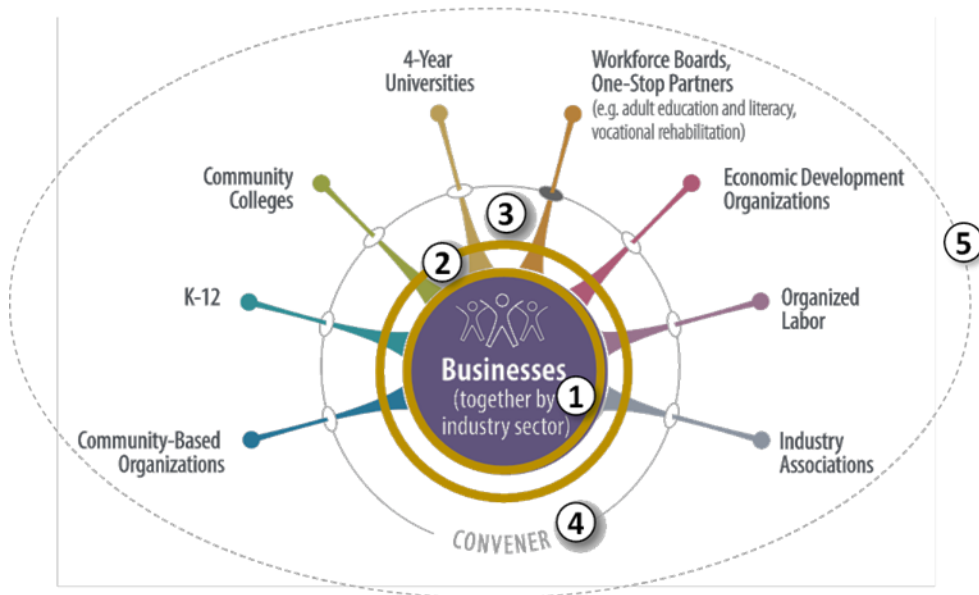 4-Year
Universities
Workforce Boards,
One-Stop Partners
(e.g. adult education and literacy,
vocational rehabilitation)
Community
Colleges
Economic Development
Organizations
3
5
2
K-12
Organized
Labor
Businesses
(together by
industry sector)
1
Community-Based
Organizations
Industry
Associations
4
CONVENER